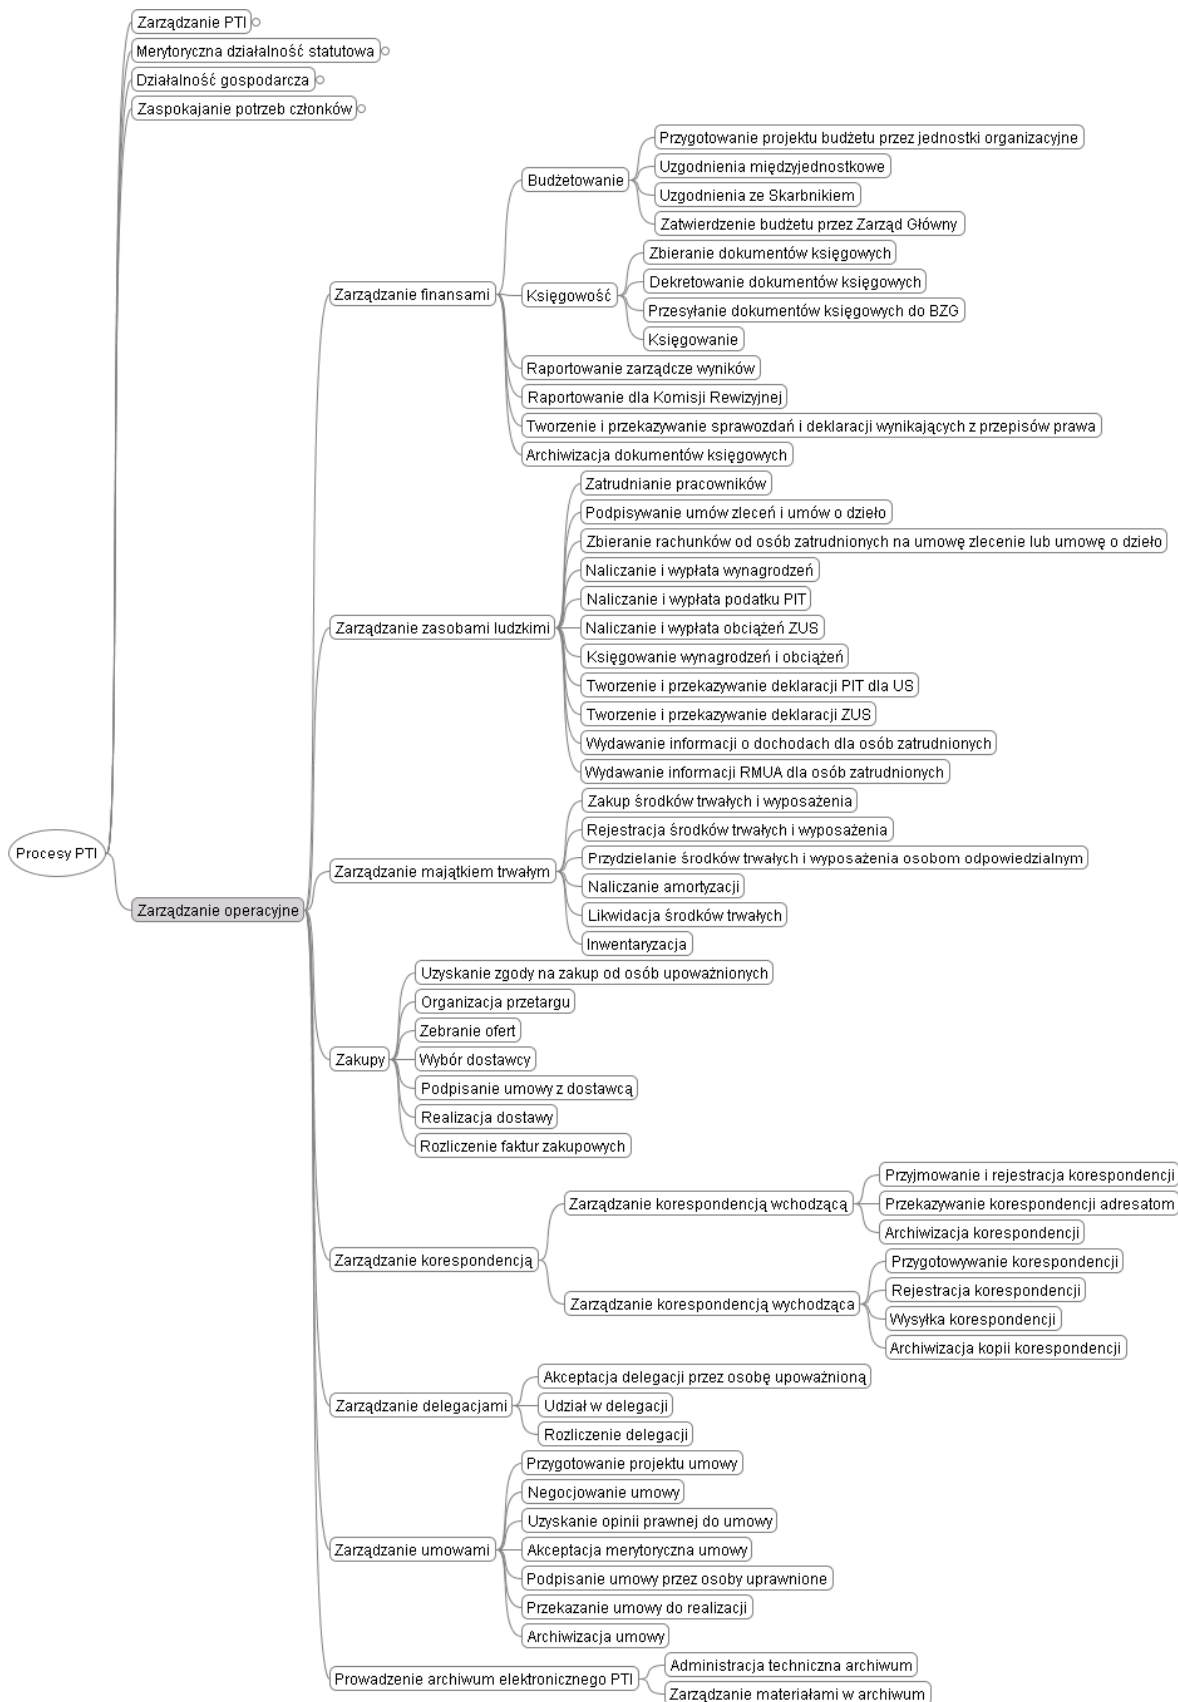 Zarządzanie PTI
Merytoryczna działalność statutowa
Działalność gospodarcza
Zaspokajanie potrzeb członków
Przygotowanie projektu budżetu przez jednostki organizacyjne
Uzgodnienia międzyjednostkowe
Budżetowanie
Uzgodnienia ze Skarbnikiem
Zatwierdzenie budżetu przez Zarząd Główny
Zbieranie dokumentów księgowych
Dekretowanie dokumentów księgowych
Zarządzanie finansami
Księgowość
Przesyłanie dokumentów księgowych do BZG
Księgowanie
Raportowanie zarządcze wyników
Raportowanie dla Komisji Rewizyjnej
Tworzenie i przekazywanie sprawozdań i deklaracji wynikających z przepisów prawa
Archiwizacja dokumentów księgowych
Zatrudnianie pracowników
Podpisywanie umów zleceń i umów o dzieło
Zbieranie rachunków od osób zatrudnionych na umowę zlecenie lub umowę o dzieło
Naliczanie i wypłata wynagrodzeń
Naliczanie i wypłata podatku PIT
Zarządzanie zasobami ludzkimi
Naliczanie i wypłata obciążeń ZUS
Księgowanie wynagrodzeń i obciążeń
Tworzenie i przekazywanie deklaracji PIT dla US
Tworzenie i przekazywanie deklaracji ZUS
Wydawanie informacji o dochodach dla osób zatrudnionych
Wydawanie informacji RMUA dla osób zatrudnionych
Zakup środków trwałych i wyposażenia
Rejestracja środków trwałych i wyposażenia
Procesy PTI
Przydzielanie środków trwałych i wyposażenia osobom odpowiedzialnym
Zarządzanie majątkiem trwałym
Naliczanie amortyzacji
Zarządzanie operacyjne
Likwidacja środków trwałych
Inwentaryzacja
Uzyskanie zgody na zakup od osób upoważnionych
Organizacja przetargu
Zebranie ofert
Zakupy
Wybór dostawcy
Podpisanie umowy z dostawcą
Realizacja dostawy
Rozliczenie faktur zakupowych
Przyjmowanie i rejestracja korespondencji
Zarządzanie korespondencją wchodzącą
Przekazywanie korespondencji adresatom
Archiwizacja korespondencji
Zarządzanie korespondencją
Przygotowywanie korespondencji
Rejestracja korespondencji
Zarządzanie korespondencją wychodząca
Wysyłka korespondencji
Archiwizacja kopii korespondencji
Akceptacja delegacji przez osobę upoważnioną
Zarządzanie delegacjami
Udział w delegacji
Rozliczenie delegacji
Przygotowanie projektu umowy
Negocjowanie umowy
Uzyskanie opinii prawnej do umowy
Zarządzanie umowami
Akceptacja merytoryczna umowy
Podpisanie umowy przez osoby uprawnione
Przekazanie umowy do realizacji
Archiwizacja umowy
Prowadzenie archiwum elektronicznego PTI
Administracja techniczna archiwum
Zarządzanie materiałami w archiwum